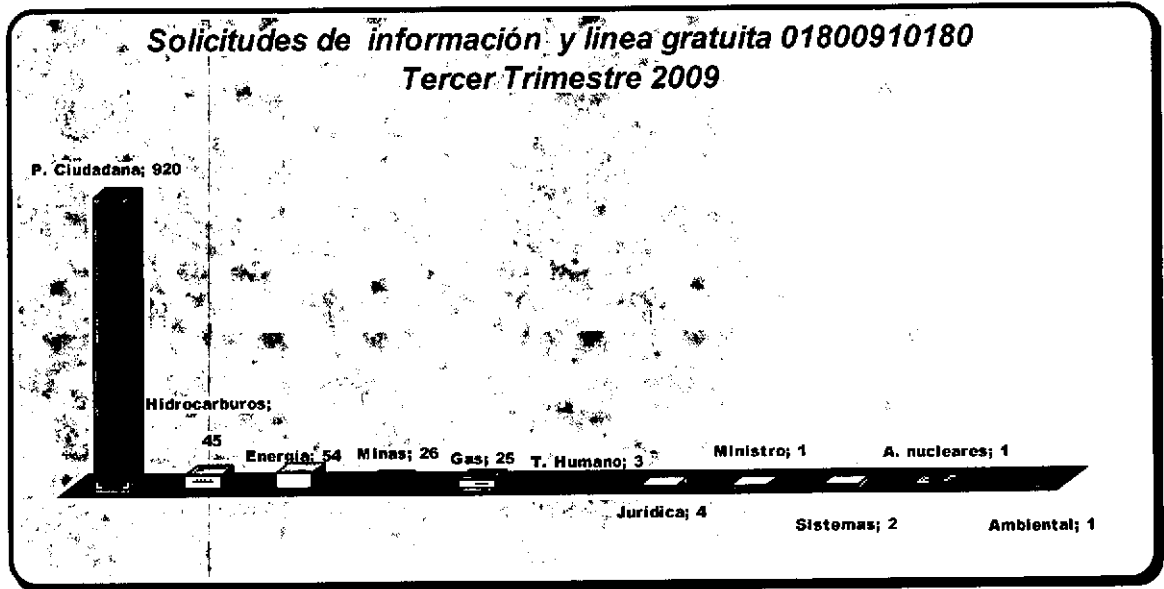 Solicitudes de información y linea gratuita 01800910180
Tercer Trimestre 2009
P. Ciudadana; 920
Hidrocarburos;
45
Energía; 54
Minas; 26
Gas; 25
T. Humano; 3
Jurídica; 4
Ministro; 1
Sistemas; 2
A. nucleares; 1
Ambiental; 1